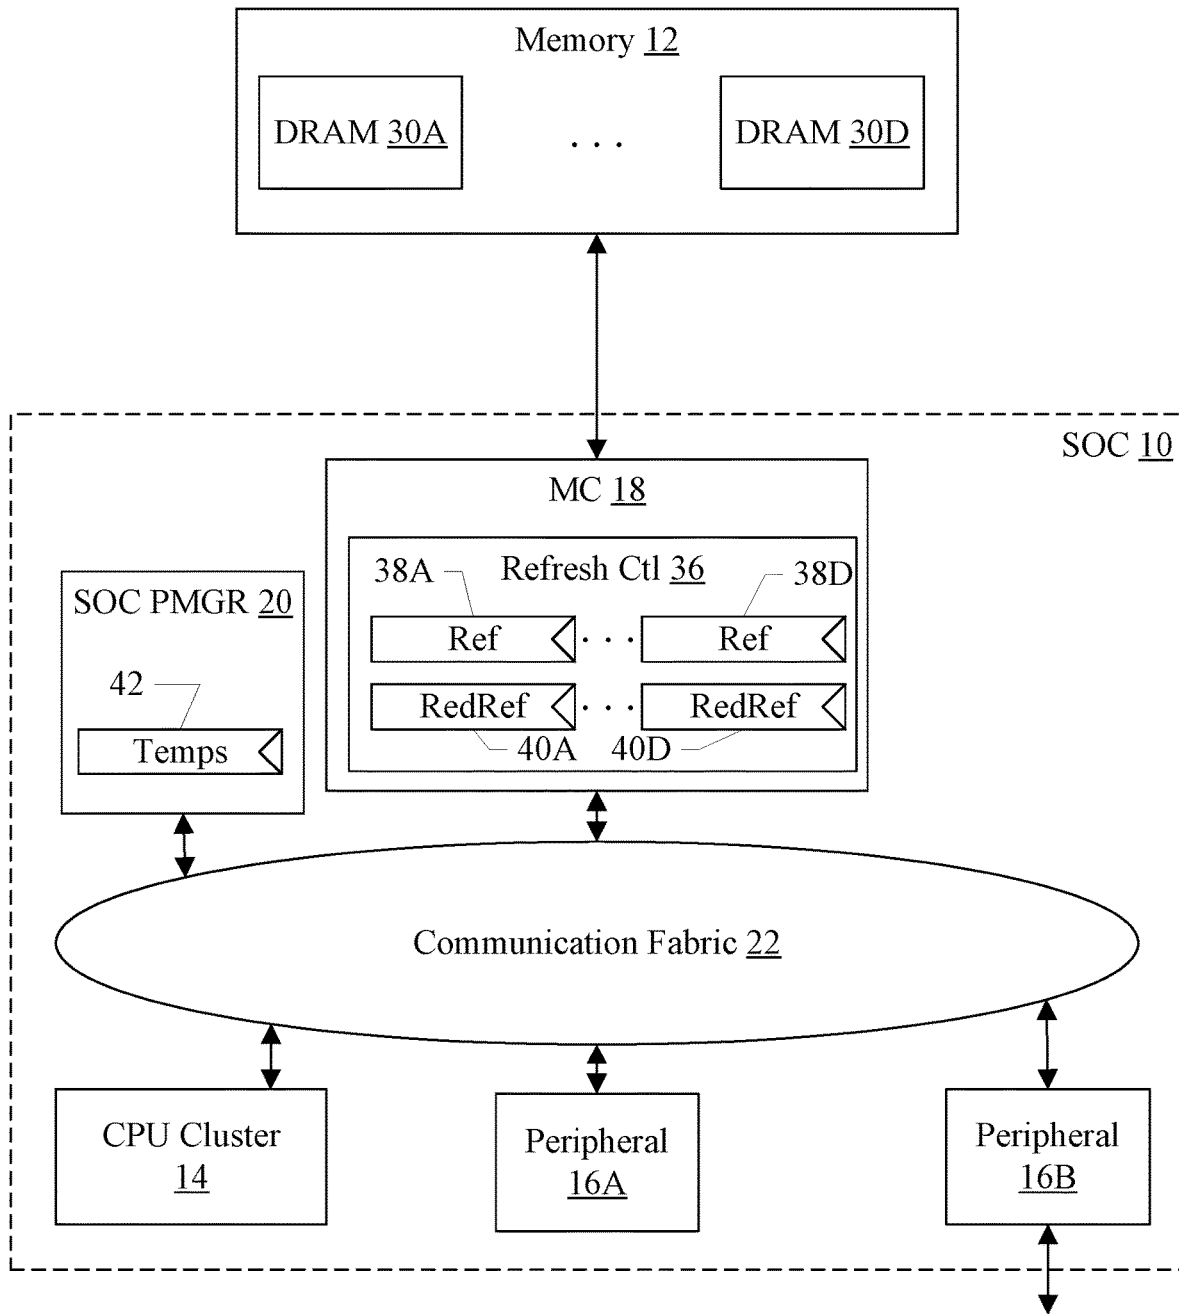 Memory 12
DRAM 30A
. . .
DRAM 30D
SOC 10
MC 18
Refresh Ctl 36
38A
38D
Ref
. . .
Ref
RedRef
. . .
RedRef
40A
40D
SOC PMGR 20
42
Temps
Communication Fabric 22
CPU Cluster
14
Peripheral
16A
Peripheral
16B